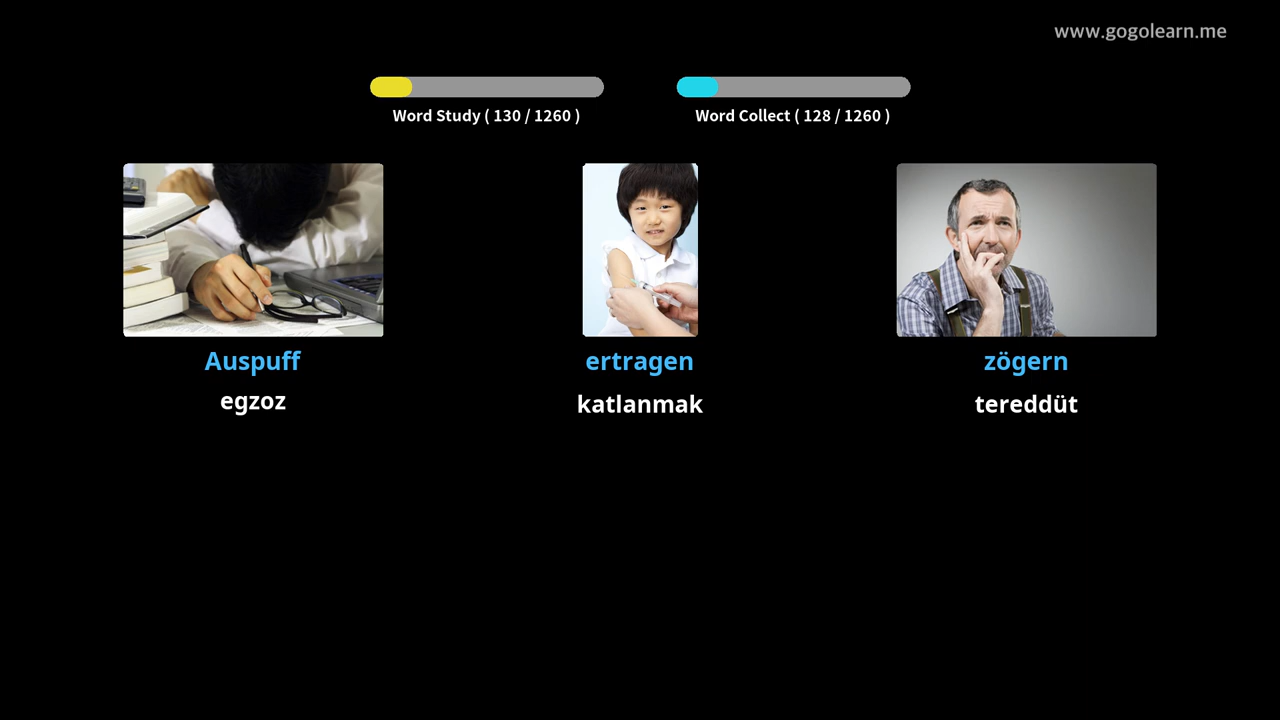 www.gogolearn.me
Word Study ( 130 / 1260 )
Word Collect ( 128 / 1260 )
Auspuff
egzoz
ertragen
katlanmak
zögern
tereddüt